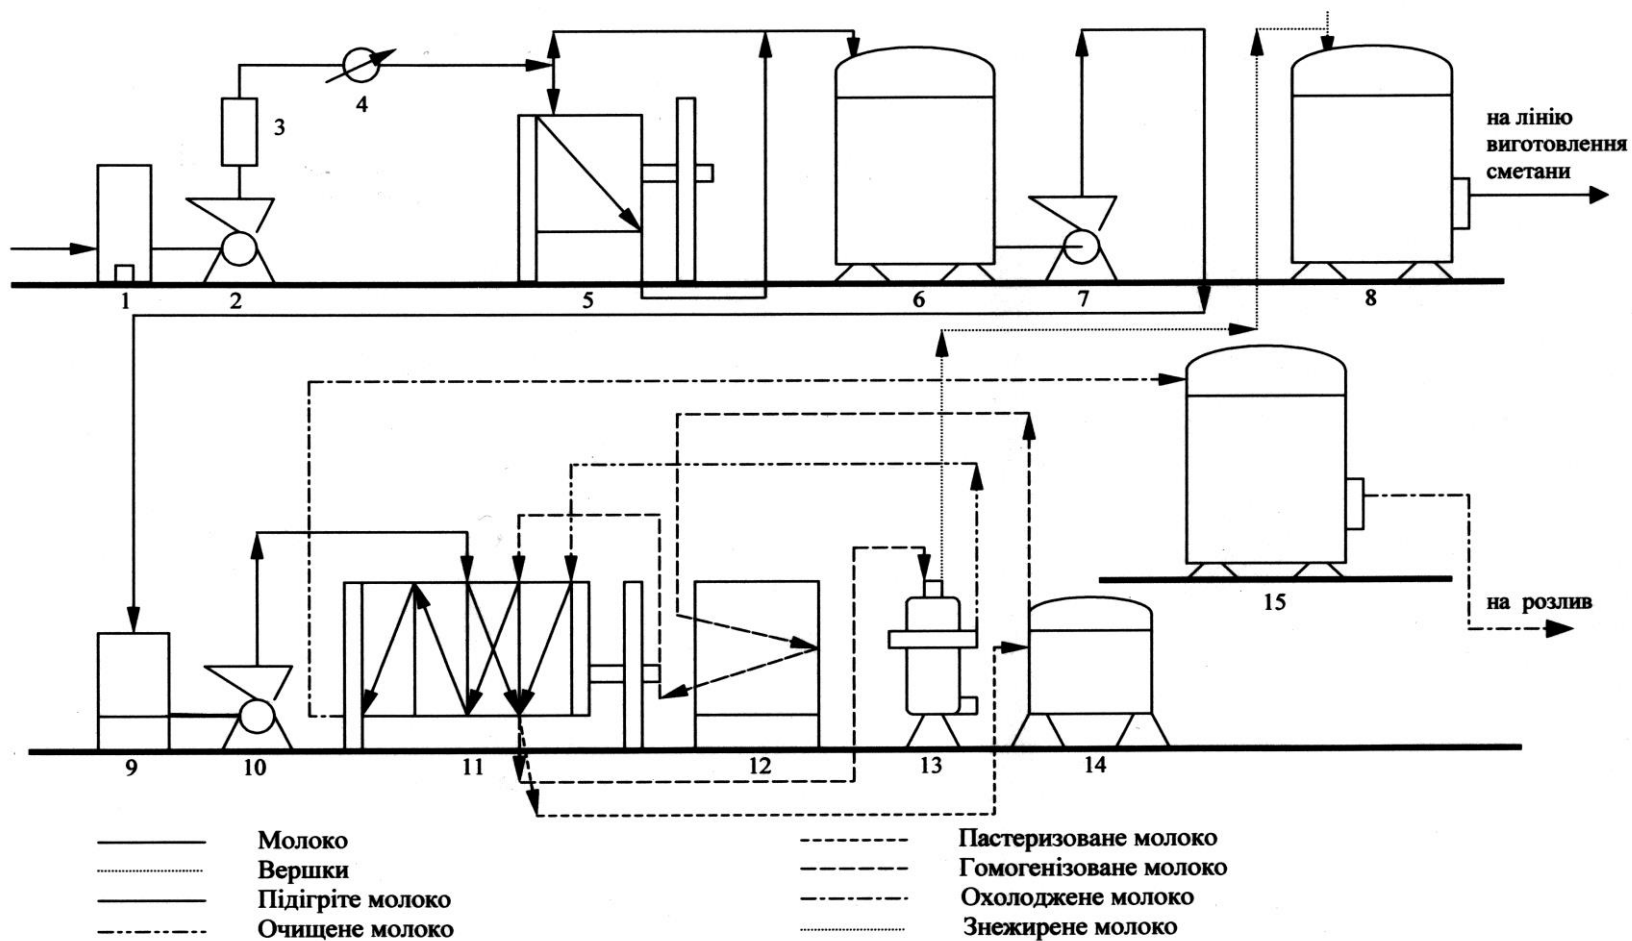 4
3
на лінію
виготовлення
сметани
1
2
5
6
7
8
15
на розлив
9
10
11
12
13
14
Молоко
Вершки
Підігріте молоко
Очищене молоко
Пастеризоване молоко
Гомогенізоване молоко
Охолоджене молоко
Знежирене молоко